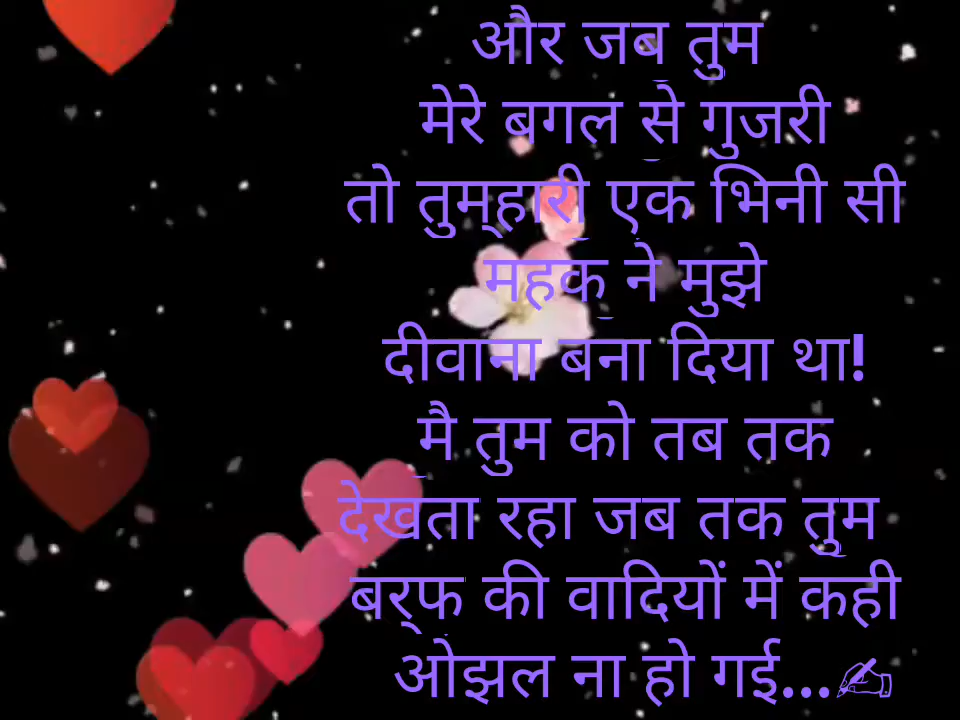 और जब तुम
मेरे बगल से गुजरी
तो तुम्हारी एक भिनी सी
महक ने मुझे
दीवाना बना दिया था!
मै तुम को तब तक
देखता रहा जब तक तुम
बर्फ की वादियों में कही
ओझल ना हो गई...✍